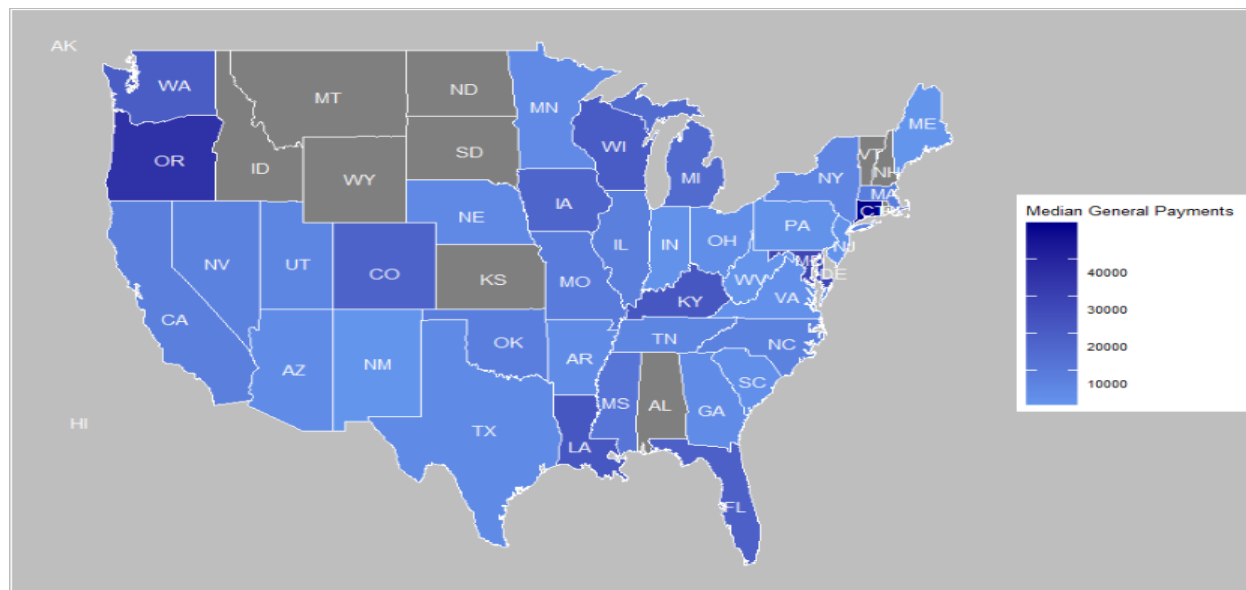 AK
WA
MT
ND
MN
ME
OR
ID
SD
WI
VT
NH
WY
MI
NY
MA
CT
NE
IA
PA
NV
UT
CO
IL
IN
OH
NJ
MD
DE
CA
KS
MO
KY
WV
VA
OK
TN
NC
AZ
NM
AR
SC
MS
AL
GA
HI
TX
LA
FL
Median General Payments
40000
30000
20000
10000